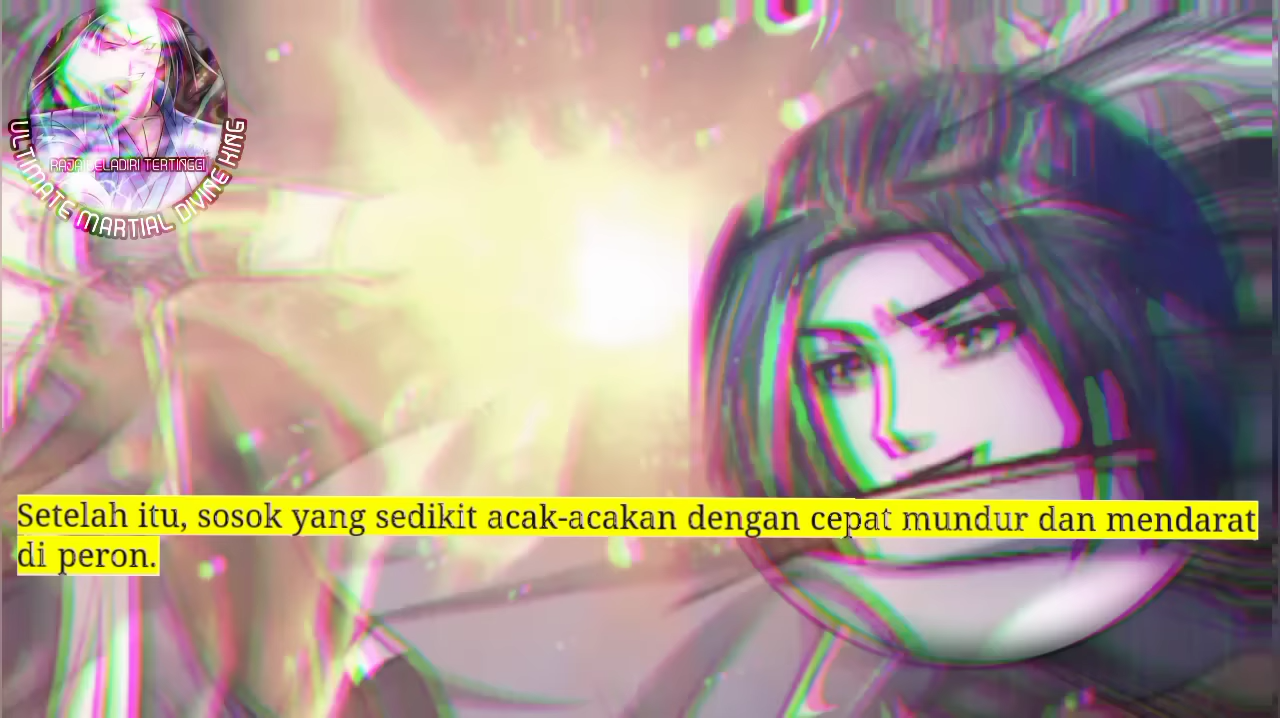 RAJA BELADIRI TERTINGGI
ULTIMATE MARTIAL DIVINE KING
Setelah itu, sosok yang sedikit acak-acakan dengan cepat mundur dan mendarat
di peron.